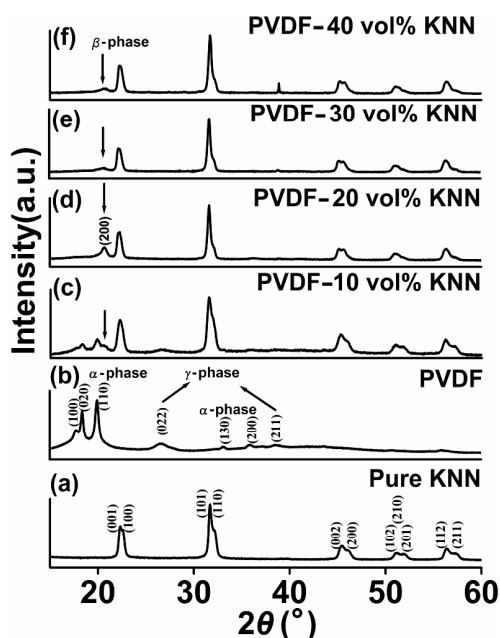 (f) β-phase PVDF-40 vol% KNN
(e) PVDF-30 vol% KNN
(d) PVDF-20 vol% KNN
(200)
(c) PVDF-10 vol% KNN
(b) α-phase γ-phase PVDF
(100) (020) (110) (022) α-phase
(130) (200) (211)
(a) Pure KNN
(001) (100) (101) (110) (002) (200) (102) (210) (201) (112) (211)
Intensity(a.u.)
20 30 40 50 60
2θ (°)